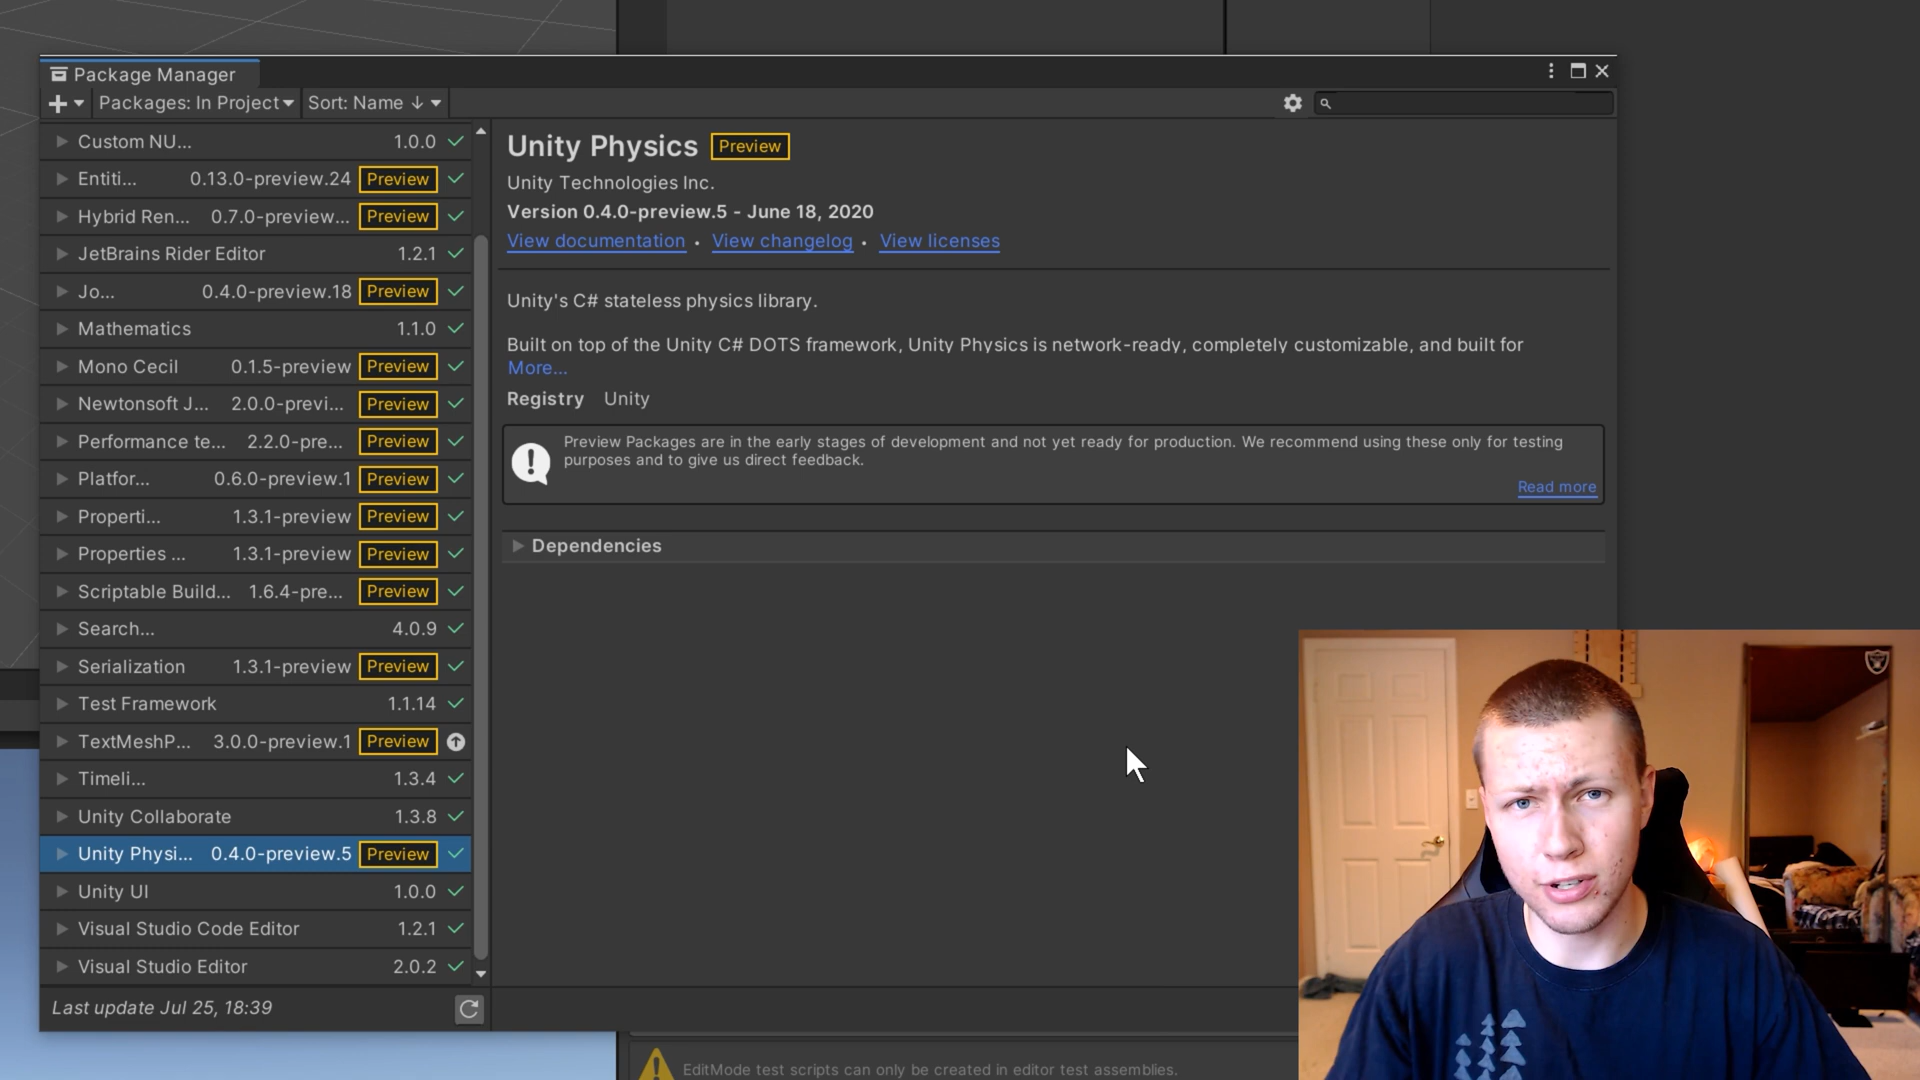 Package Manager
Packages: In Project
Sort: Name ↓
Custom NU... 1.0.0
Entiti... 0.13.0-preview.24 Preview
Hybrid Ren... 0.7.0-preview... Preview
JetBrains Rider Editor 1.2.1
Jo... 0.4.0-preview.18 Preview
Mathematics 1.1.0
Mono Cecil 0.1.5-preview Preview
Newtonsoft J... 2.0.0-previ... Preview
Performance te... 2.2.0-pre... Preview
Platfor... 0.6.0-preview.1 Preview
Properti... 1.3.1-preview Preview
Properties ... 1.3.1-preview Preview
Scriptable Build... 1.6.4-pre... Preview
Search... 4.0.9
Serialization 1.3.1-preview Preview
Test Framework 1.1.14
TextMeshP... 3.0.0-preview.1 Preview
Timeli... 1.3.4
Unity Collaborate 1.3.8
Unity Physi... 0.4.0-preview.5 Preview
Unity UI 1.0.0
Visual Studio Code Editor 1.2.1
Visual Studio Editor 2.0.2
Last update Jul 25, 18:39
Unity Physics Preview
Unity Technologies Inc.
Version 0.4.0-preview.5 - June 18, 2020
View documentation • View changelog • View licenses
Unity's C# stateless physics library.
Built on top of the Unity C# DOTS framework, Unity Physics is network-ready, completely customizable, and built for
More...
Registry Unity
Preview Packages are in the early stages of development and not yet ready for production. We recommend using these only for testing
purposes and to give us direct feedback.
Read more
Dependencies
EditMode test scripts can only be created in editor test assemblies.